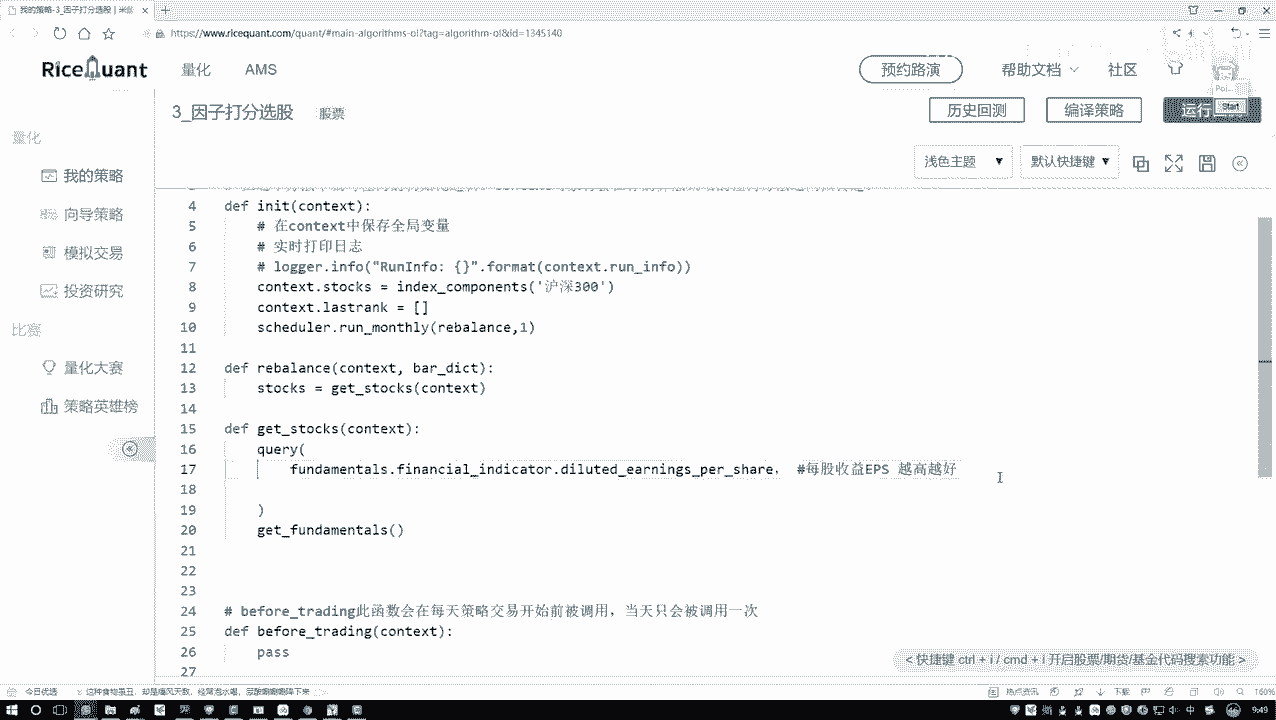 我的策略-3_因子打分选股 | 米筐
https://www.ricequant.com/quant/#main-algorithms-ol?tag=algorithm-ol&id=1345140
RiceQuant 量化 AMS 预约路演 帮助文档 社区
3_因子打分选股 股票 历史回测 编译策略 运行 Start
量化
浅色主题 默认快捷键
我的策略
向导策略
模拟交易
投资研究
比赛
量化大赛
策略英雄榜
4 def init(context):
5 # 在context中保存全局变量
6 # 实时打印日志
7 # logger.info("RunInfo: {}".format(context.run_info))
8 context.stocks = index_components('沪深300')
9 context.lastrank = []
10 scheduler.run_monthly(rebalance,1)
11
12 def rebalance(context, bar_dict):
13 stocks = get_stocks(context)
14
15 def get_stocks(context):
16 query(
17 fundamentals.financial_indicator.diluted_earnings_per_share, #每股收益EPS 越高越好
18
19 )
20 get_fundamentals()
21
22
23
24 # before_trading此函数会在每天策略交易开始前被调用，当天只会被调用一次
25 def before_trading(context):
26 pass
27
< 快捷键 ctrl + i / cmd + i 开启股票/期货/基金代码搜索功能 >
今日优选 热点资讯 下载 160%
中 9:49